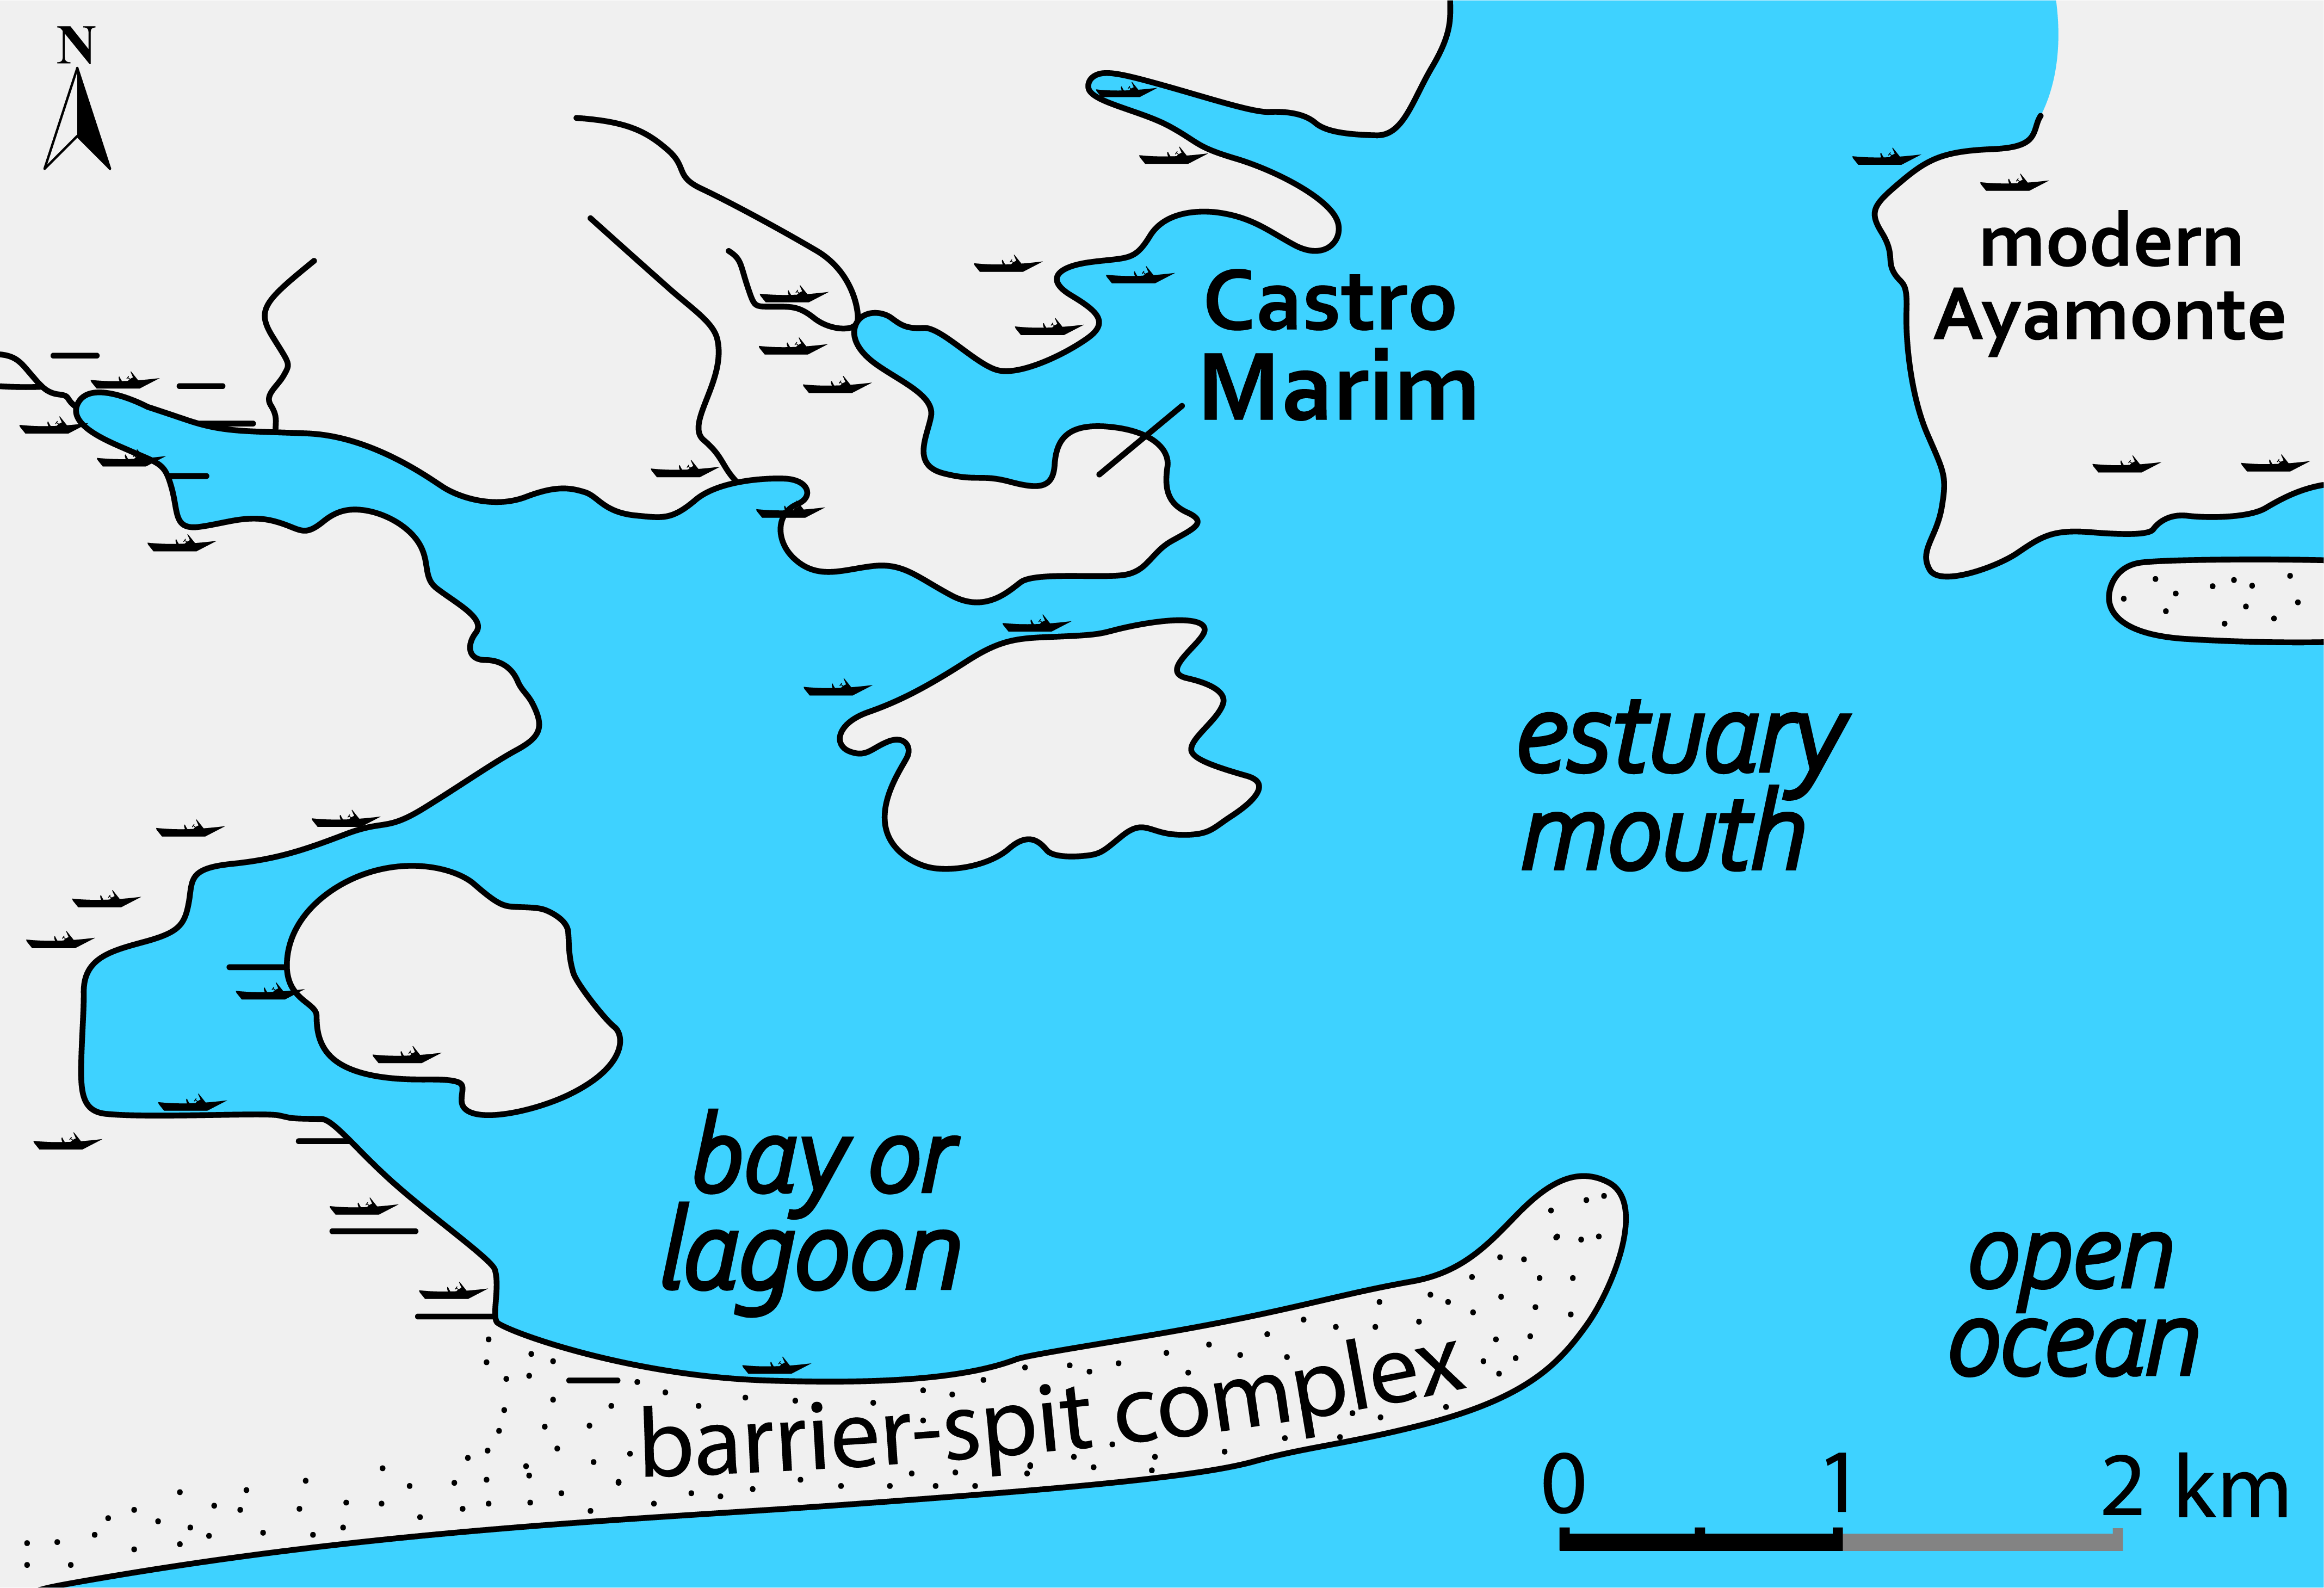 N
Castro
Marim
modern
Ayamonte
estuary
mouth
bay or
lagoon
open
ocean
barrier-spit complex
0 1 2 km